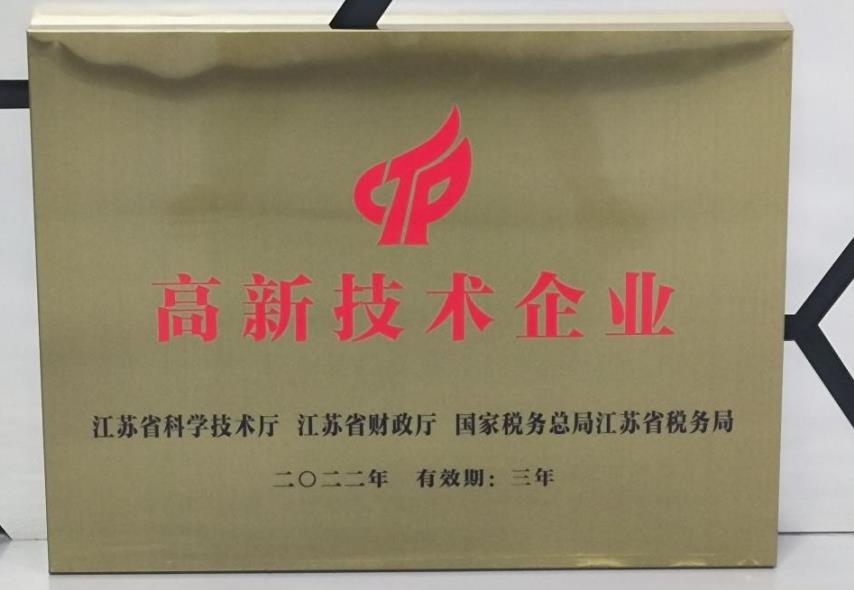 高新技术企业
江苏省科学技术厅 江苏省财政厅 国家税务总局江苏省税务局
二〇二二年 有效期：三年